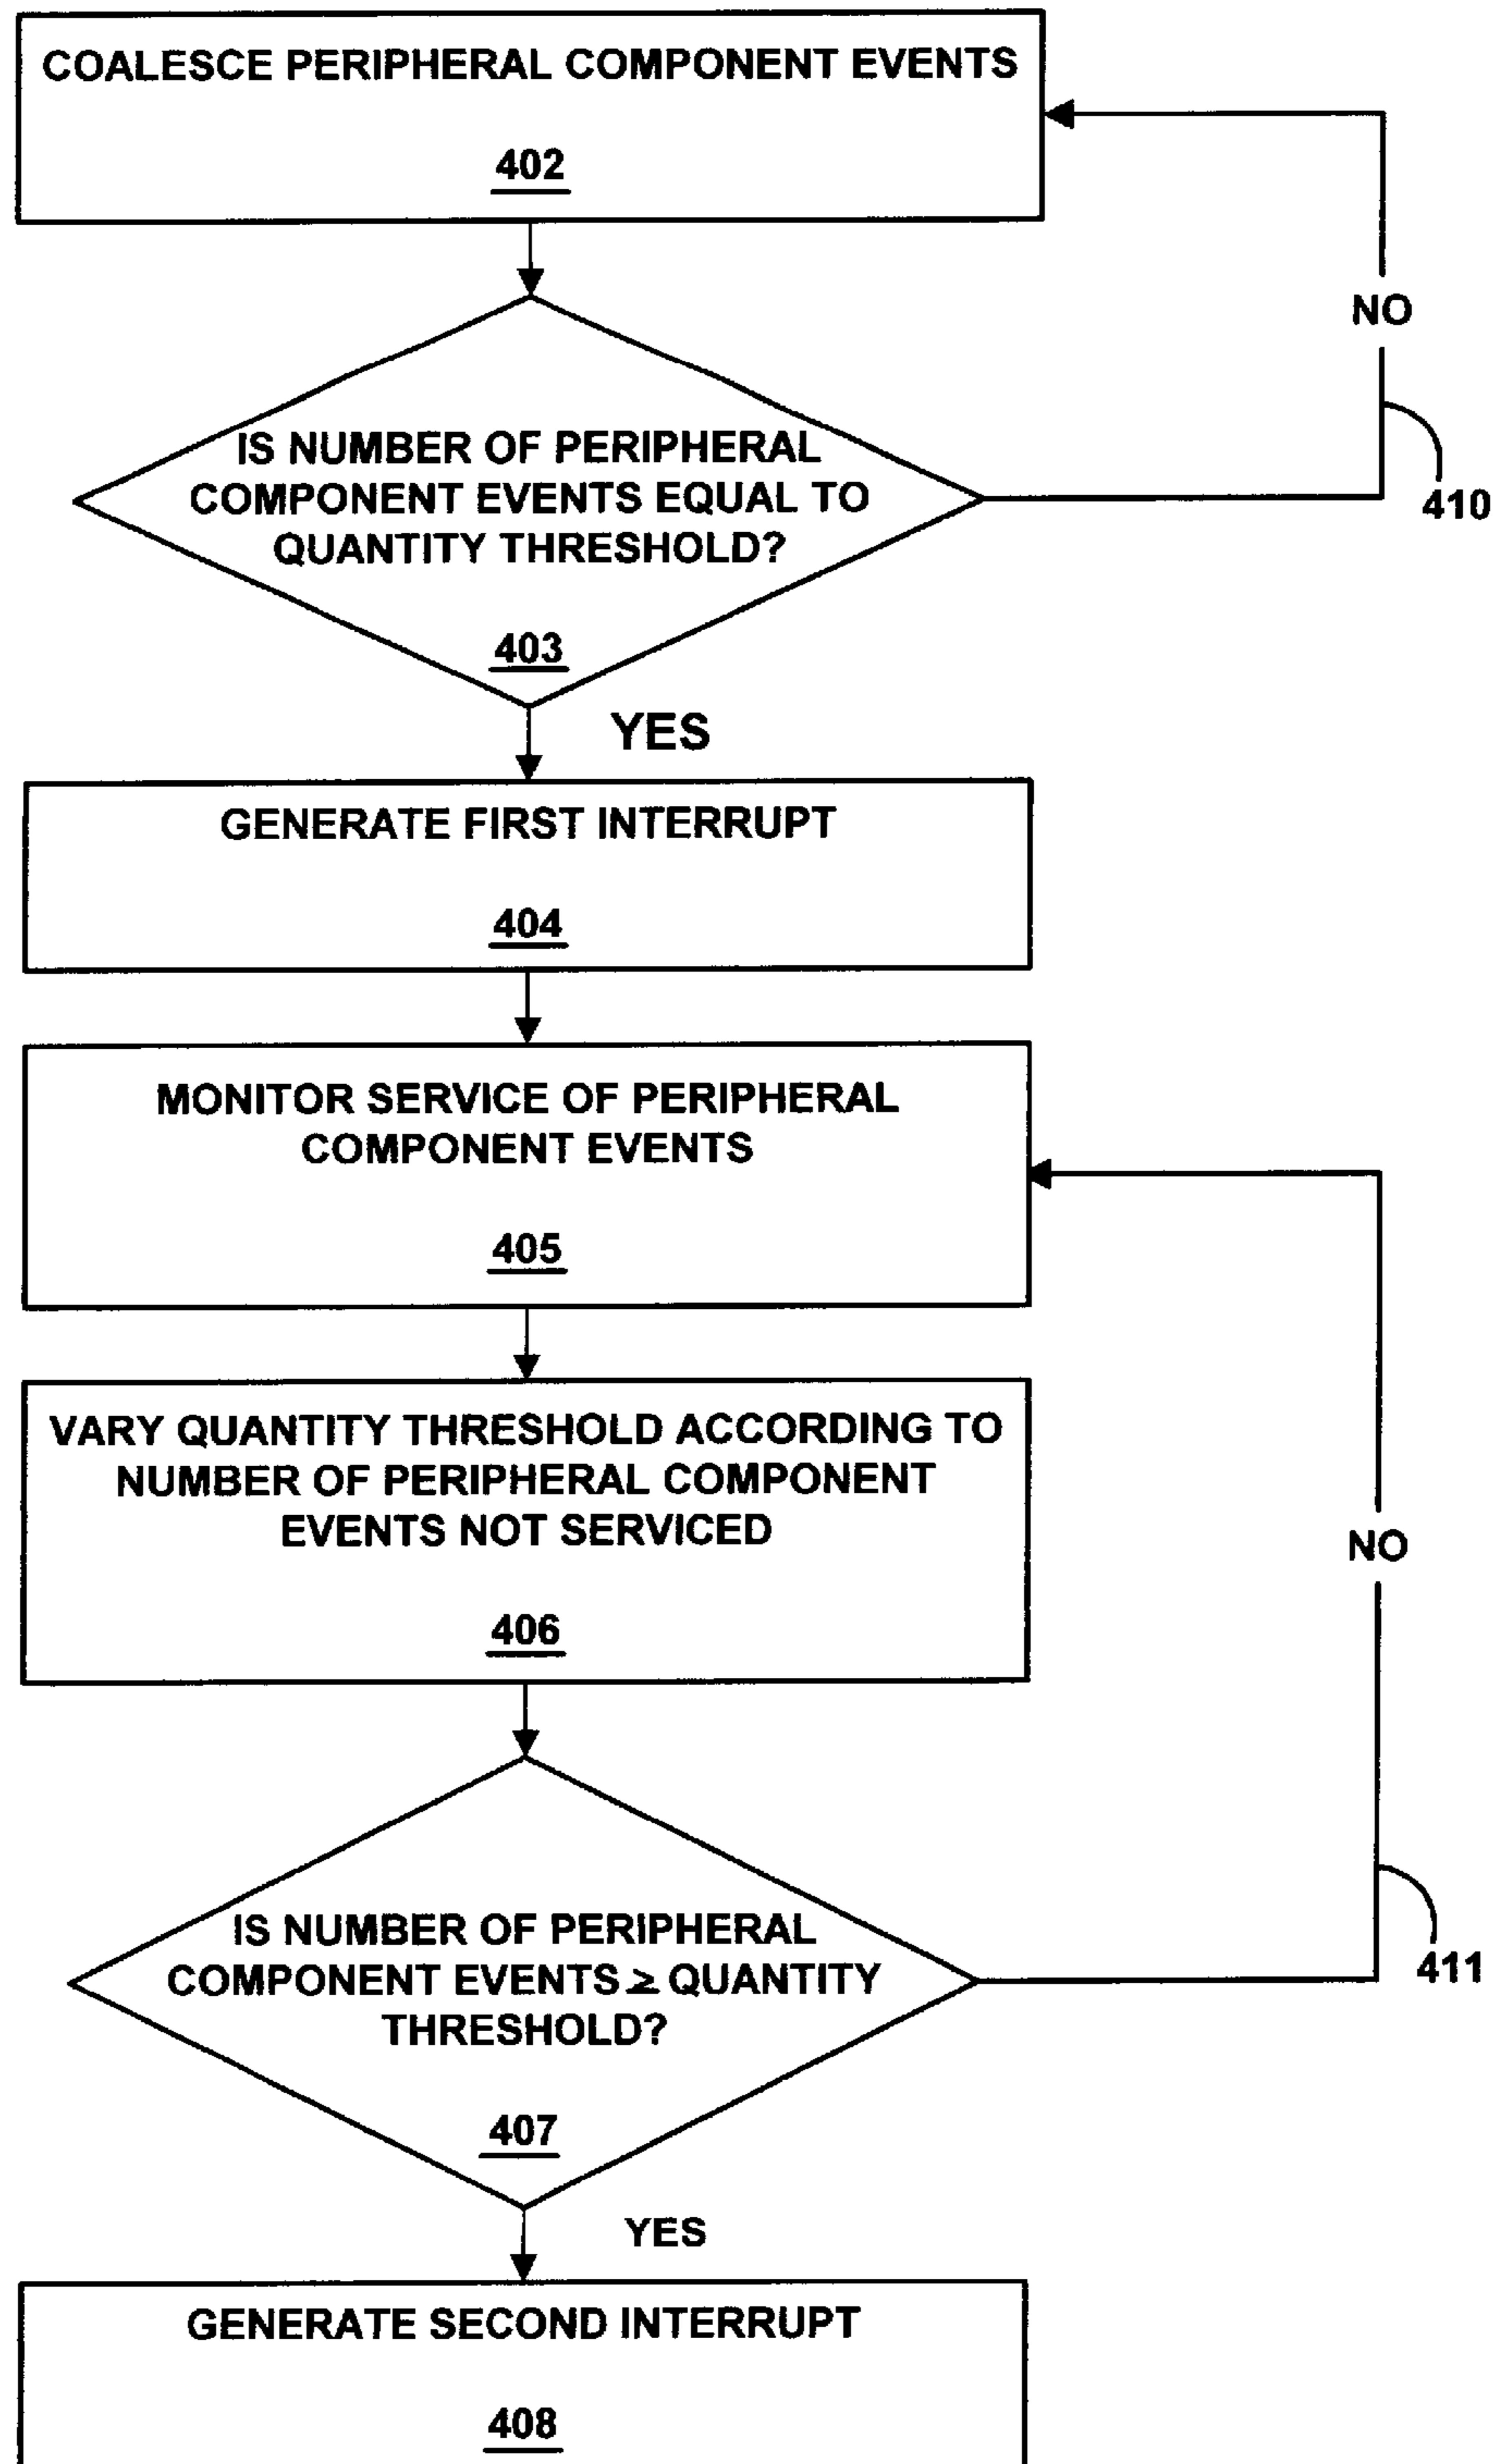 COALESCE PERIPHERAL COMPONENT EVENTS
402
NO
IS NUMBER OF PERIPHERAL
COMPONENT EVENTS EQUAL TO
QUANTITY THRESHOLD?
410
403
YES
GENERATE FIRST INTERRUPT
404
MONITOR SERVICE OF PERIPHERAL
COMPONENT EVENTS
405
VARY QUANTITY THRESHOLD ACCORDING TO
NUMBER OF PERIPHERAL COMPONENT
EVENTS NOT SERVICED
NO
406
IS NUMBER OF PERIPHERAL
COMPONENT EVENTS ≥ QUANTITY
THRESHOLD?
411
407
YES
GENERATE SECOND INTERRUPT
408